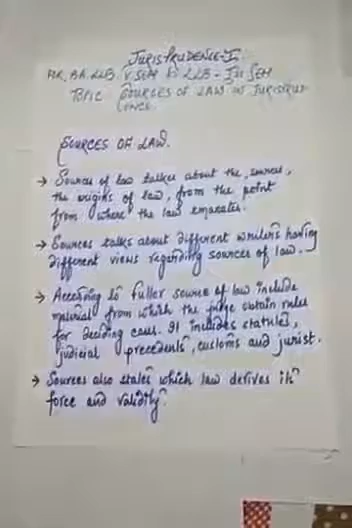 JURISPRUDENCE-I.
BA.LLB V SEM & LLB - III SEM
TOPIC SOURCES OF LAW IN JURISPRUD
ENCE.
SOURCES OF LAW.
→ Sources of law talks about the sources,
the origins of law, from the point
from where the law emanates.
→ Sources talks about different writers having
different views regarding sources of law.
→ According to Fuller source of law include
material from which the judge obtain rules
for deciding cases. It includes statutes,
judicial precedents, customs and jurist.
→ Sources also states which law derives its
force and validity.